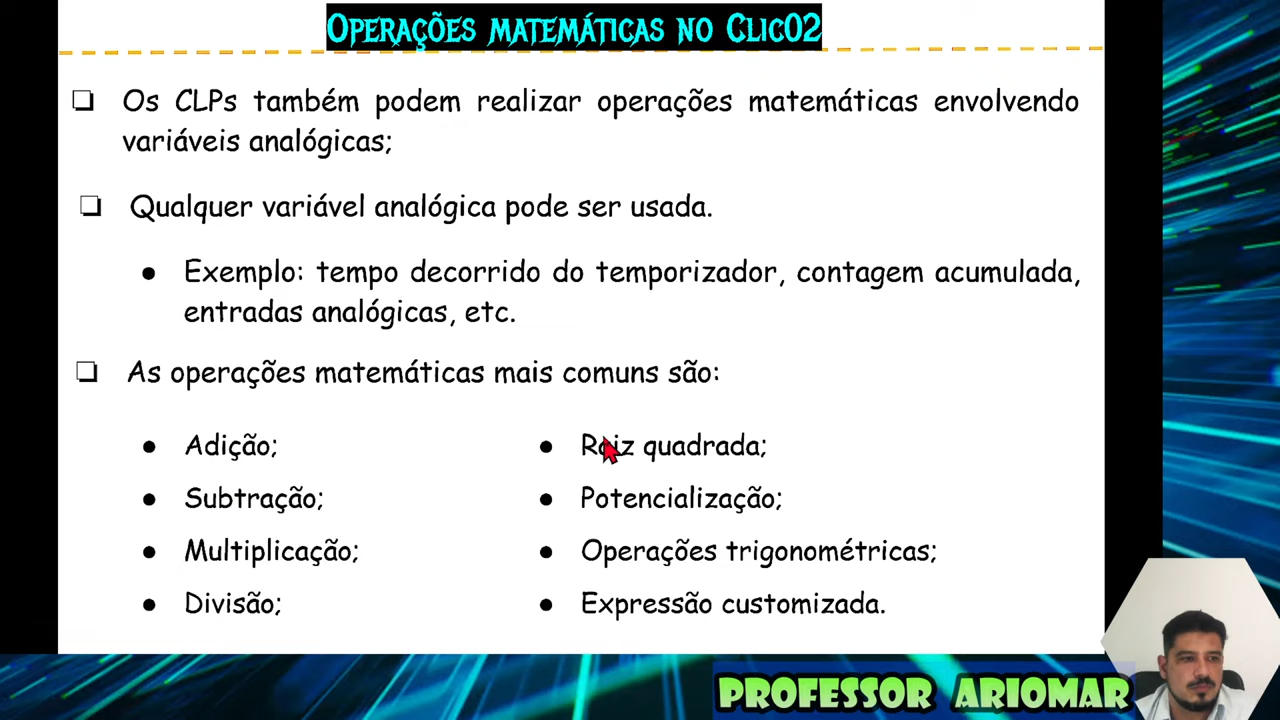 Operações matemáticas no Clic02
❏ Os CLPs também podem realizar operações matemáticas envolvendo
variáveis analógicas;
❏ Qualquer variável analógica pode ser usada.
● Exemplo: tempo decorrido do temporizador, contagem acumulada,
entradas analógicas, etc.
❏ As operações matemáticas mais comuns são:
● Adição;
● Subtração;
● Multiplicação;
● Divisão;
● Raiz quadrada;
● Potencialização;
● Operações trigonométricas;
● Expressão customizada.
PROFESSOR ARIOMAR